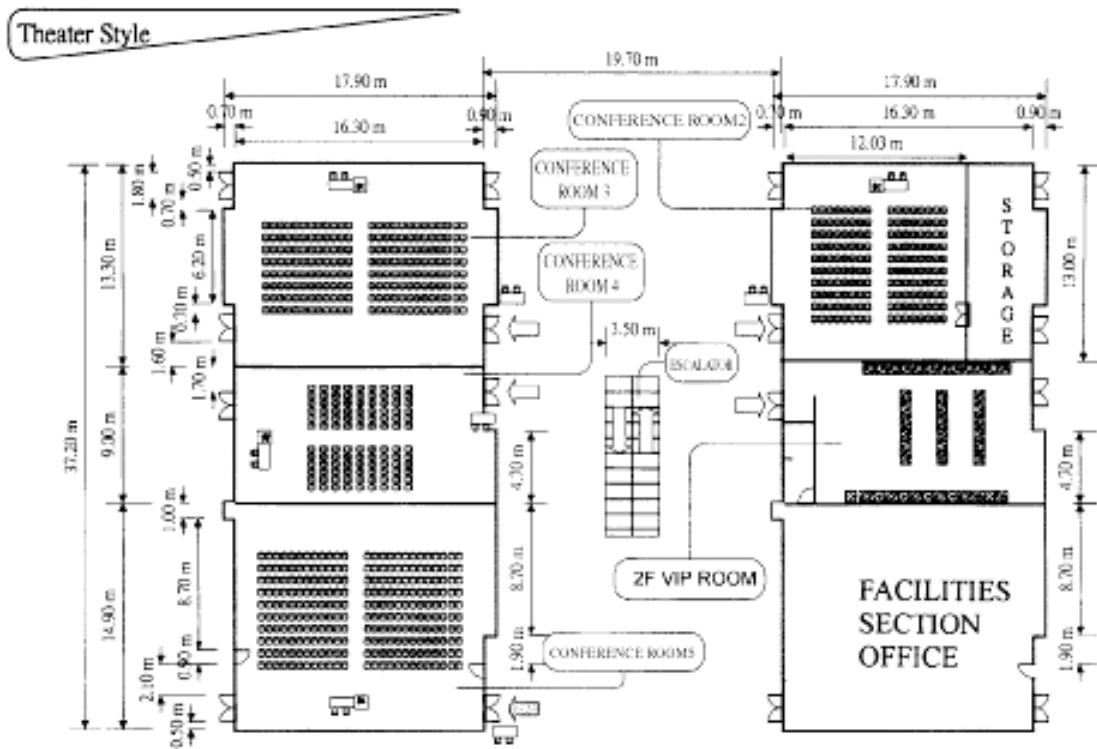 Theater Style
19.70 m
17.90 m
17.90 m
0.70 m
0.90 m
0.70 m
0.90 m
16.30 m
16.30 m
CONFERENCE ROOM2
12.03 m
CONFERENCE
ROOM 3
CONFERENCE
ROOM 4
STORAGE
0.50 m
1.80 m
0.70 m
6.20 m
13.30 m
13.00 m
0.70 m
1.60 m
1.70 m
3.50 m
ESCALATOR
37.20 m
9.00 m
4.70 m
4.70 m
1.00 m
2F VIP ROOM
8.70 m
8.70 m
8.20 m
14.90 m
FACILITIES
SECTION
OFFICE
CONFERENCE ROOM5
0.90 m
1.90 m
1.90 m
2.10 m
0.50 m